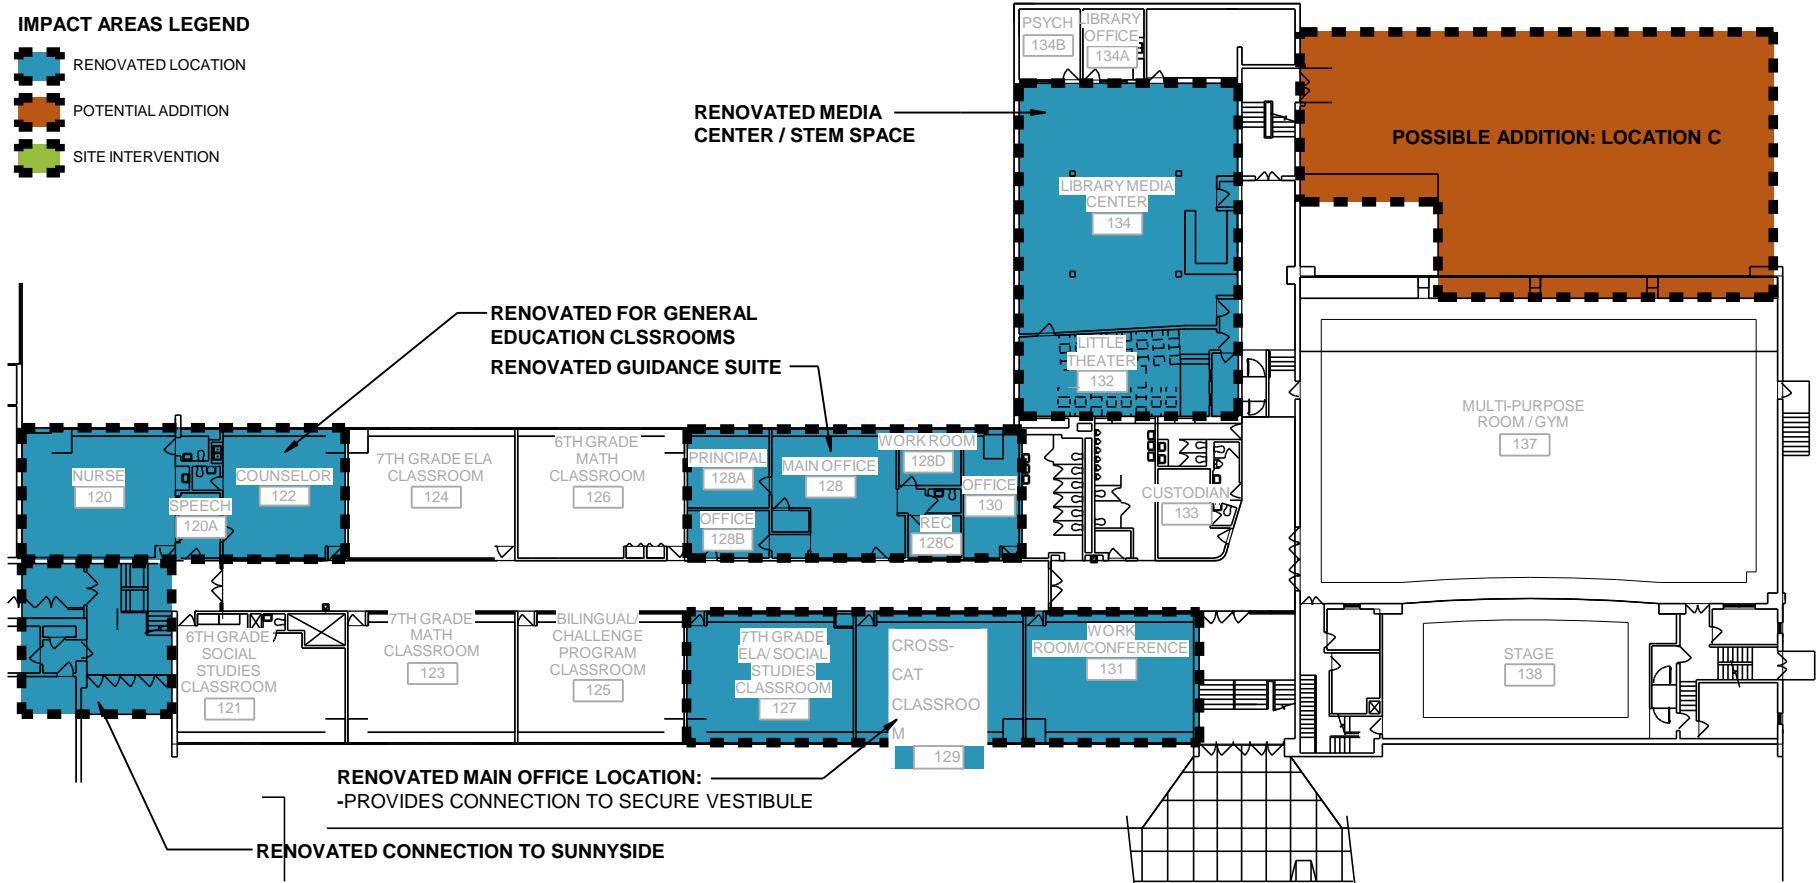 IMPACT AREAS LEGEND
RENOVATED LOCATION
POTENTIAL ADDITION
SITE INTERVENTION
PSYCH
134B
LIBRARY
OFFICE
134A
RENOVATED MEDIA
CENTER / STEM SPACE
POSSIBLE ADDITION: LOCATION C
LIBRARY MEDIA
CENTER
134
RENOVATED FOR GENERAL
EDUCATION CLSSROOMS
RENOVATED GUIDANCE SUITE
LITTLE
THEATER
132
MULTI-PURPOSE
ROOM / GYM
137
NURSE
120
SPEECH
120A
COUNSELOR
122
7TH GRADE ELA
CLASSROOM
124
6TH GRADE
MATH
CLASSROOM
126
PRINCIPAL
128A
OFFICE
128B
MAIN OFFICE
128
WORK ROOM
128D
REC
128C
OFFICE
130
CUSTODIAN
133
6TH GRADE
SOCIAL
STUDIES
CLASSROOM
121
7TH GRADE
MATH
CLASSROOM
123
BILINGUAL/
CHALLENGE
PROGRAM
CLASSROOM
125
7TH GRADE
ELA/ SOCIAL
STUDIES
CLASSROOM
127
CROSS-
CAT
CLASSROO
M
129
WORK
ROOM/CONFERENCE
131
STAGE
138
RENOVATED MAIN OFFICE LOCATION:
-PROVIDES CONNECTION TO SECURE VESTIBULE
RENOVATED CONNECTION TO SUNNYSIDE